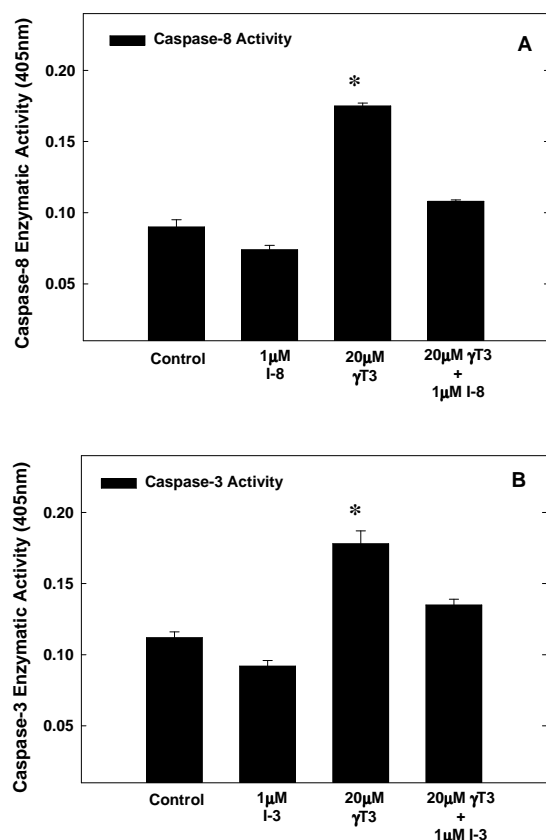 Caspase-8 Activity
A
Caspase-8 Enzymatic Activity (405nm)
0.20
0.15
0.10
0.05
*
Control
1μM
I-8
20μM
γT3
20μM γT3
+
1μM I-8
Caspase-3 Activity
B
Caspase-3 Enzymatic Activity (405nm)
0.20
0.15
0.10
0.05
*
Control
1μM
I-3
20μM
γT3
20μM γT3
+
1μM I-3